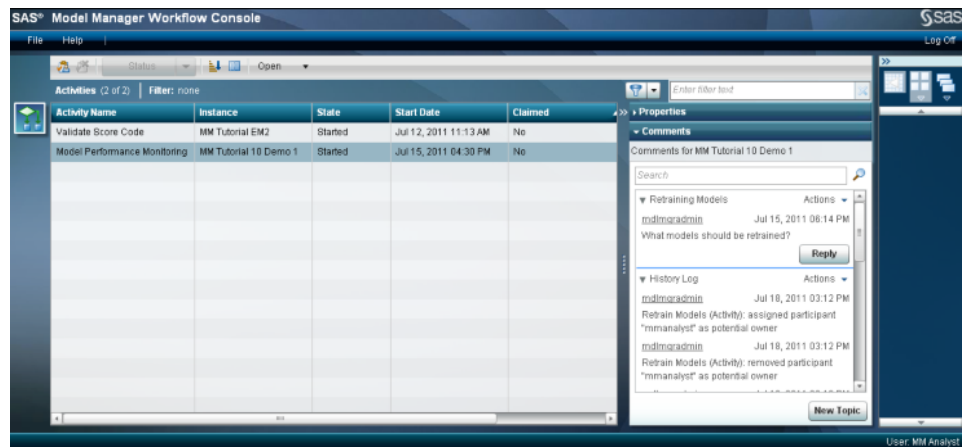 SAS® Model Manager Workflow Console
sas
File Help
Log Off
Status Open
Activities (2 of 2) Filter: none
Enter filter text
Activity Name Instance State Start Date Claimed
Validate Score Code MM Tutorial EM2 Started Jul 12, 2011 11:13 AM No
Model Performance Monitoring MM Tutorial 10 Demo 1 Started Jul 15, 2011 04:30 PM No
Properties
Comments
Comments for MM Tutorial 10 Demo 1
Search
Retraining Models Actions
mdlmgradmin Jul 15, 2011 06:14 PM
What models should be retrained?
Reply
History Log Actions
mdlmgradmin Jul 18, 2011 03:12 PM
Retrain Models (Activity): assigned participant
"mmanalyst" as potential owner
mdlmgradmin Jul 18, 2011 03:12 PM
Retrain Models (Activity): removed participant
"mmanalyst" as potential owner
New Topic
User: MM Analyst